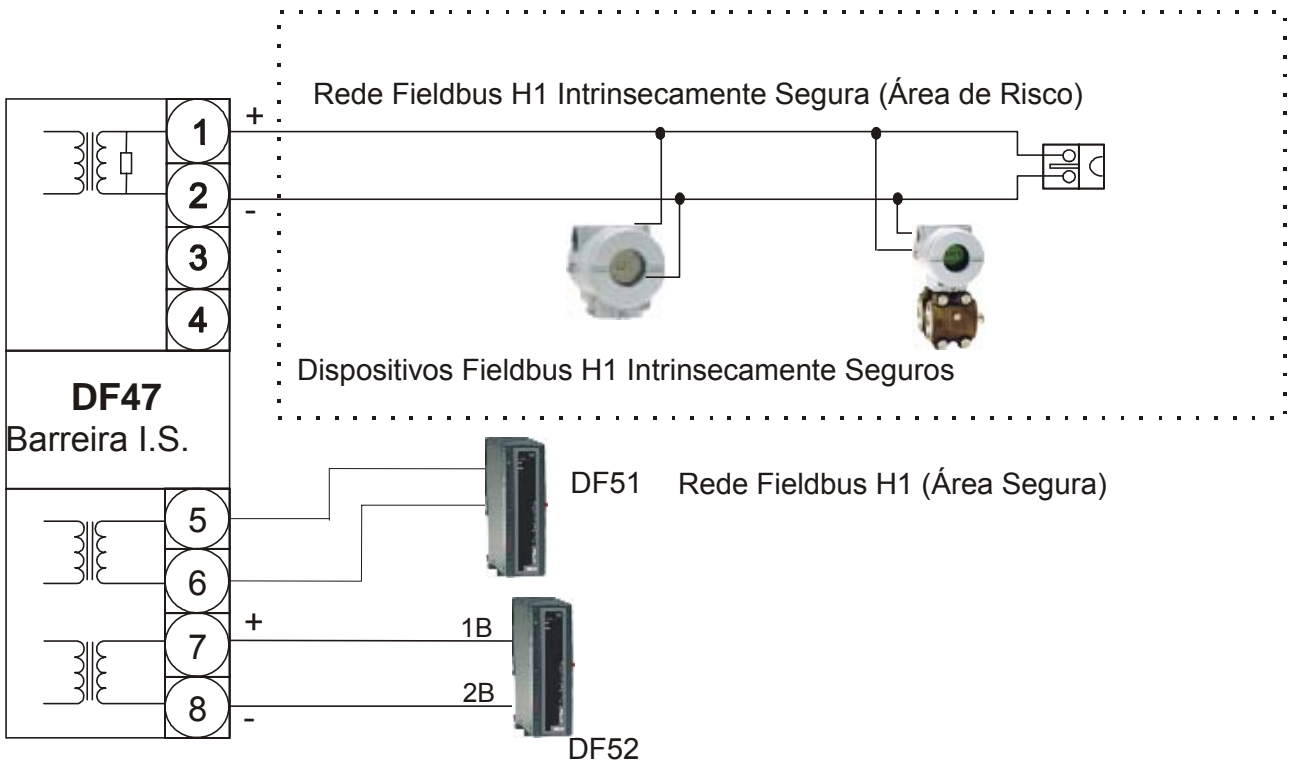 Rede Fieldbus H1 Intrinsecamente Segura (Área de Risco)
1
+
2
-
3
4
Dispositivos Fieldbus H1 Intrinsecamente Seguros
DF47
Barreira I.S.
DF51
Rede Fieldbus H1 (Área Segura)
5
6
+
7
1B
2B
8
-
DF52